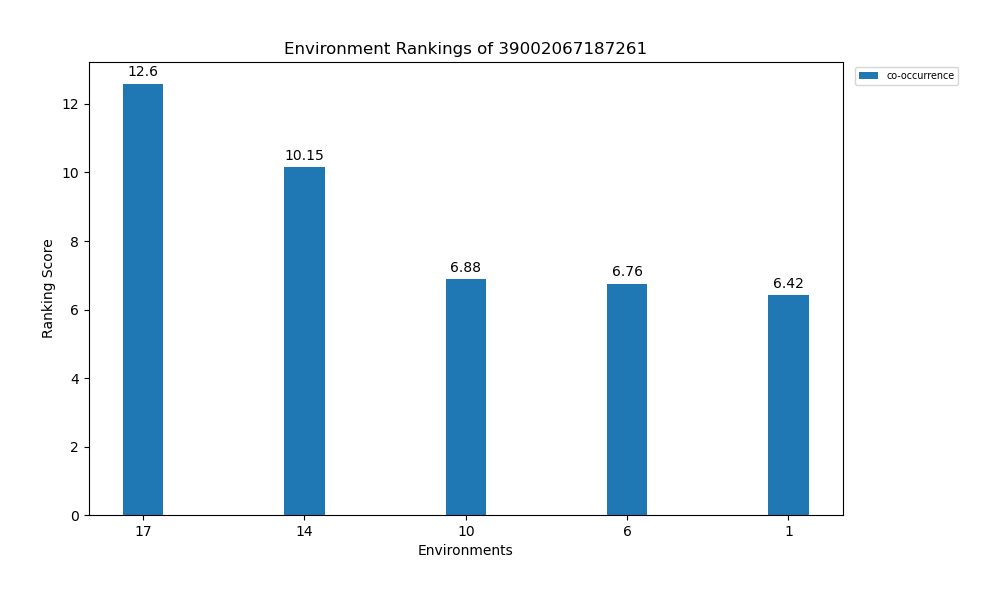 Environment Rankings of 39002067187261
co-occurrence
12.6
10.15
6.88
6.76
6.42
Ranking Score
12
10
8
6
4
2
0
17 14 10 6 1
Environments